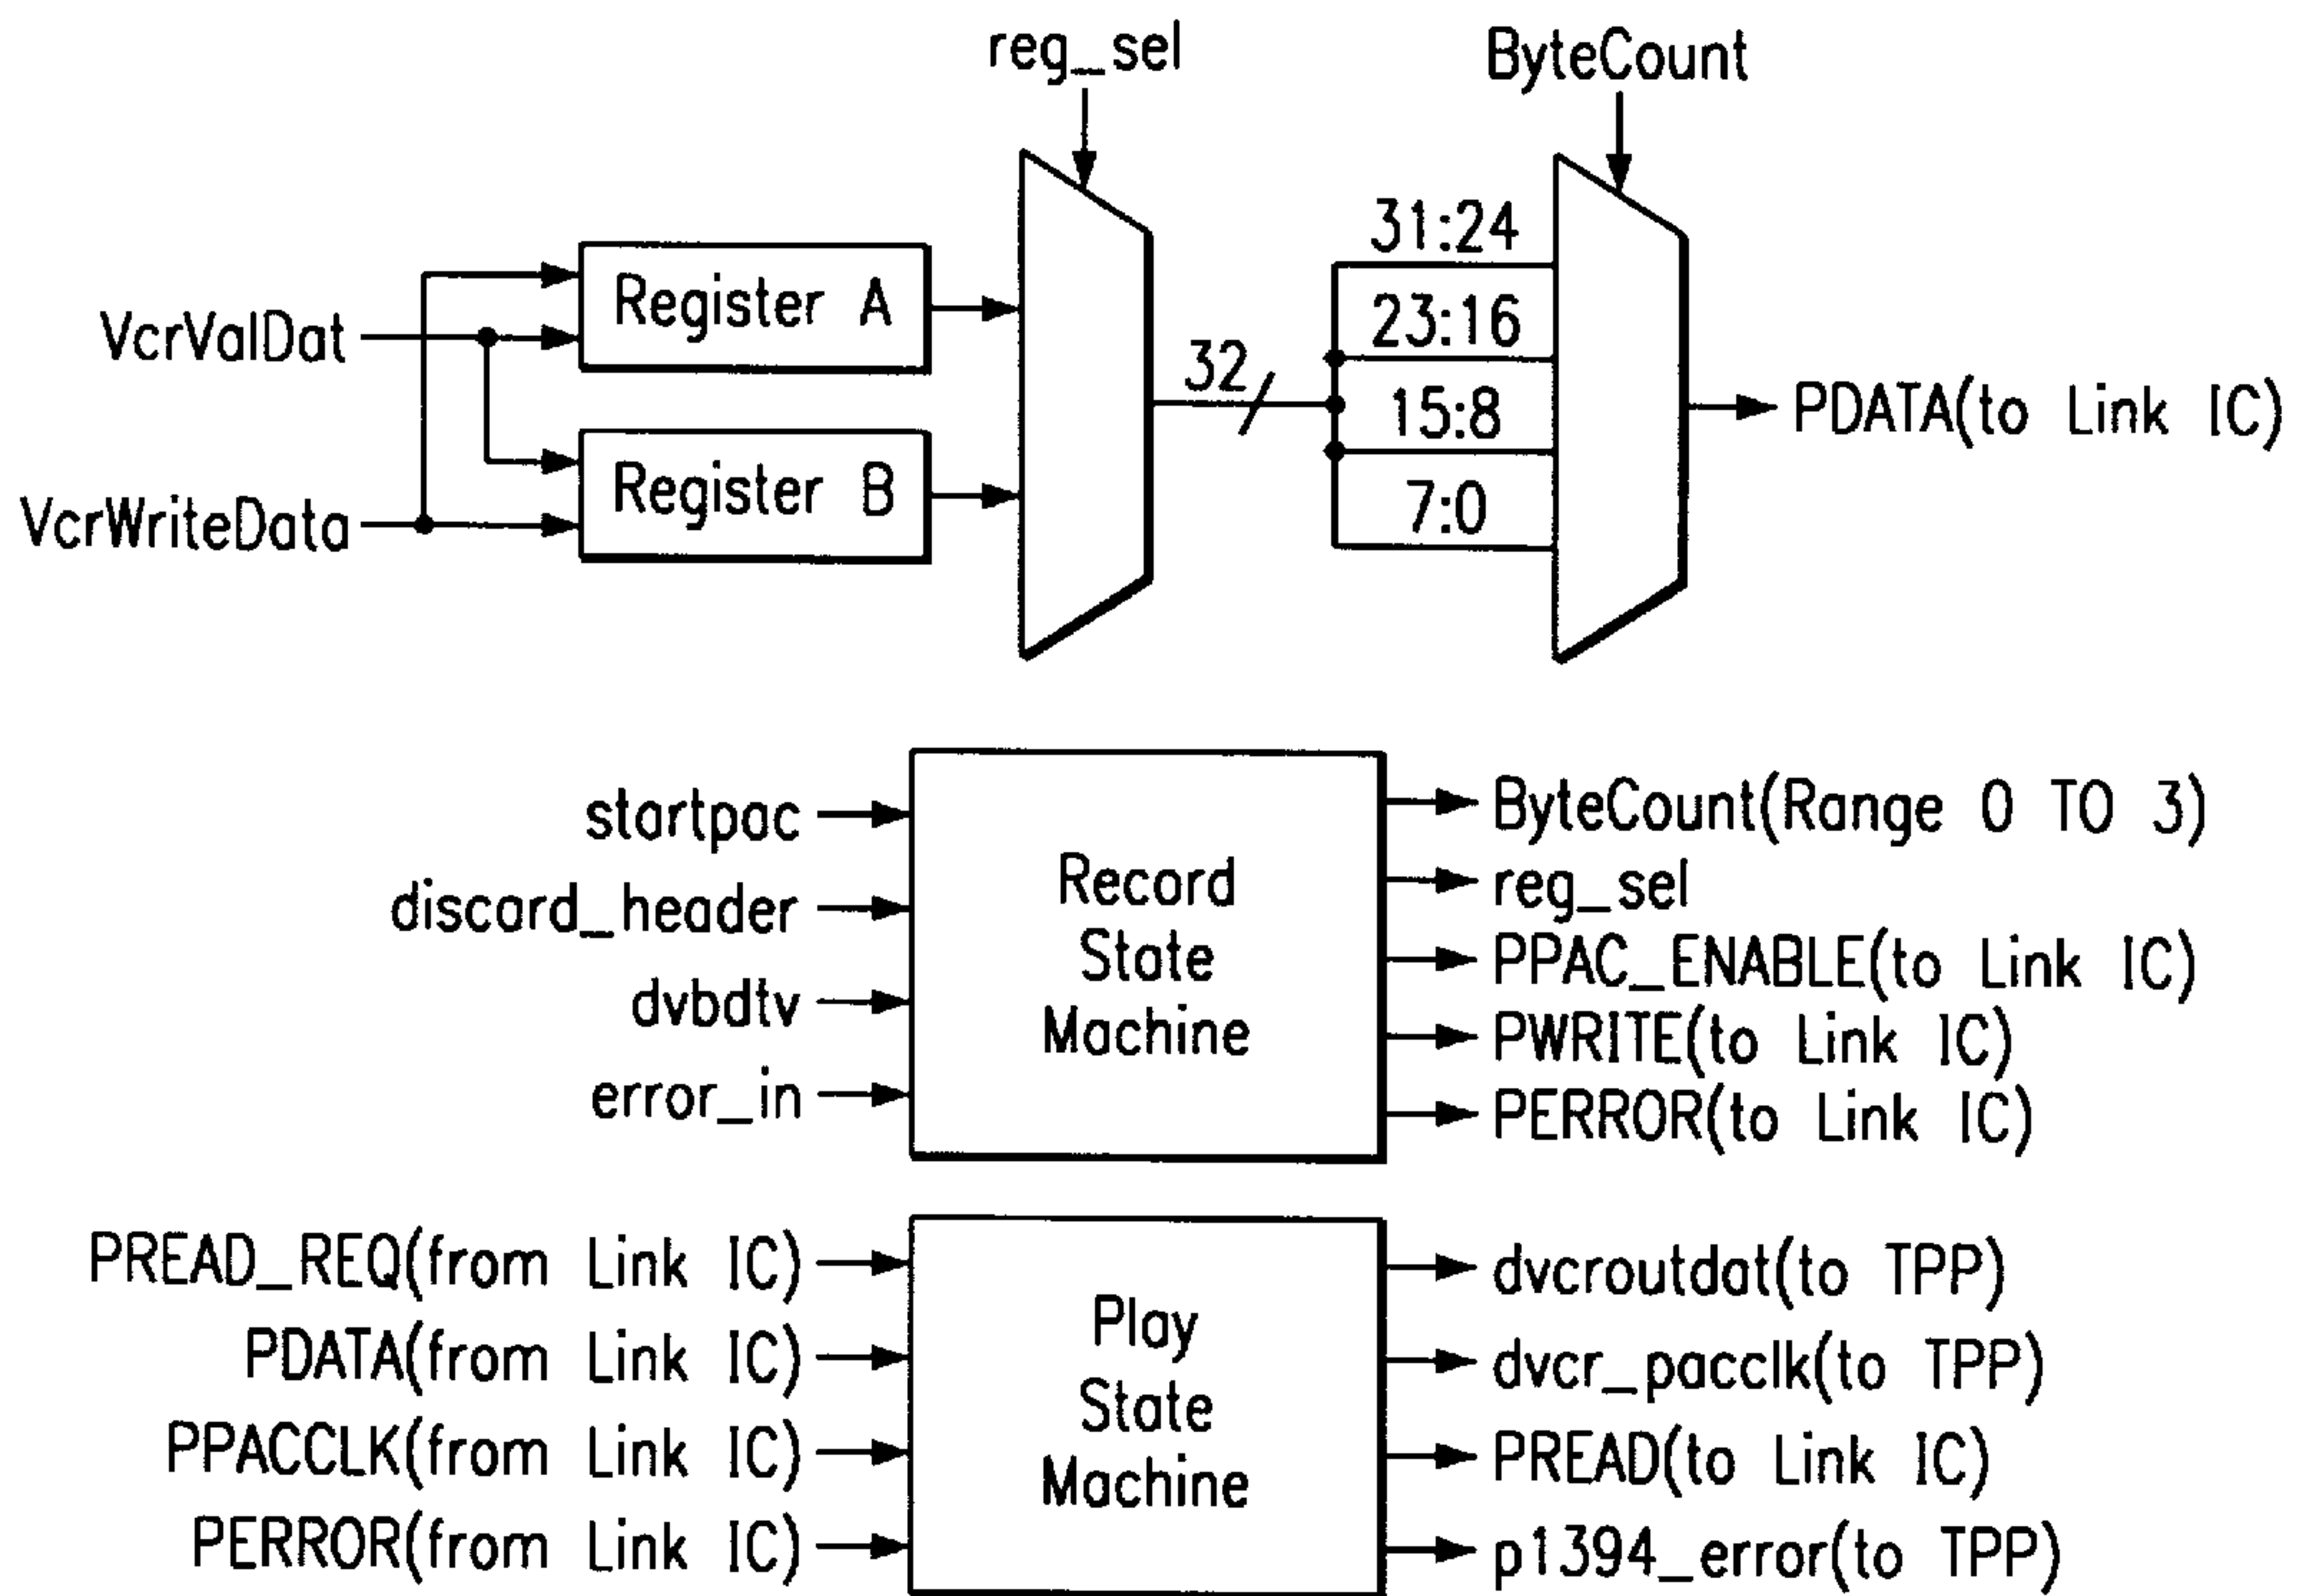 reg_sel
ByteCount
31:24
Register A
23:16
VcrValDat
32
15:8
PDATA(to Link IC)
Register B
7:0
VcrWriteData
startpac
discard_header
dvbdtv
error_in
Record
State
Machine
ByteCount(Range 0 TO 3)
reg_sel
PPAC_ENABLE(to Link IC)
PWRITE(to Link IC)
PERROR(to Link IC)
PREAD_REQ(from Link IC)
PDATA(from Link IC)
PPACCLK(from Link IC)
PERROR(from Link IC)
Play
State
Machine
dvcroutdat(to TPP)
dvcr_pacclk(to TPP)
PREAD(to Link IC)
p1394_error(to TPP)